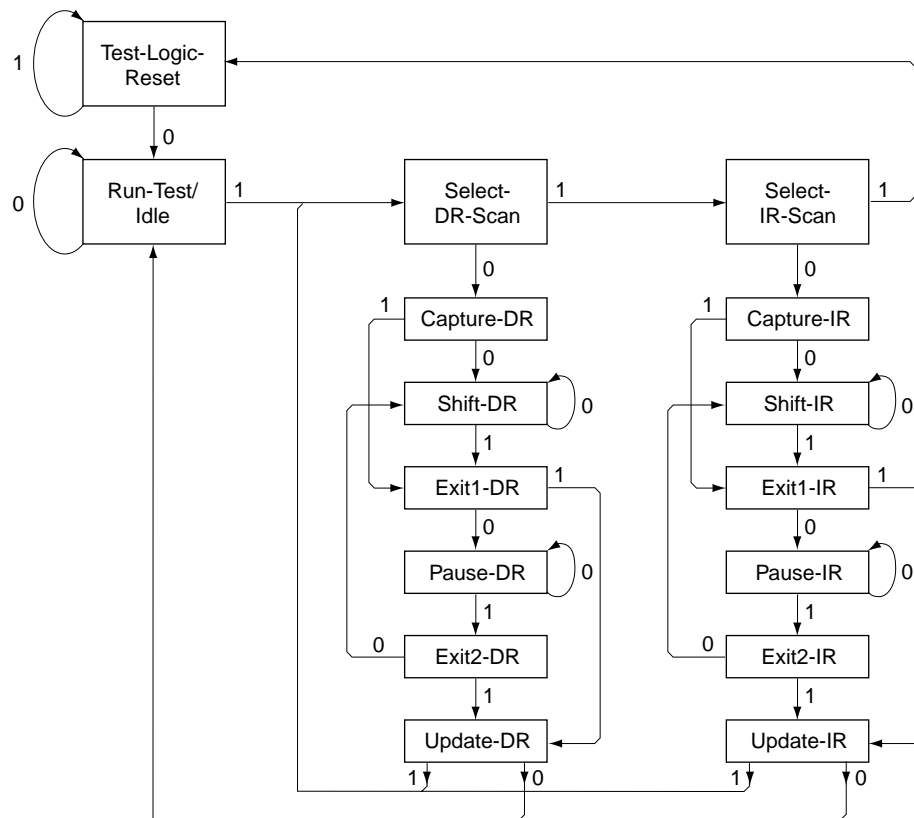 Test-Logic-
Reset
1
0
Run-Test/
Idle
0
1
Select-
DR-Scan
1
Select-
IR-Scan
1
0
0
1
Capture-DR
1
Capture-IR
0
0
Shift-DR
0
Shift-IR
0
1
1
Exit1-DR
1
Exit1-IR
1
0
0
Pause-DR
0
Pause-IR
0
1
1
0
Exit2-DR
0
Exit2-IR
1
1
Update-DR
Update-IR
1
0
1
0